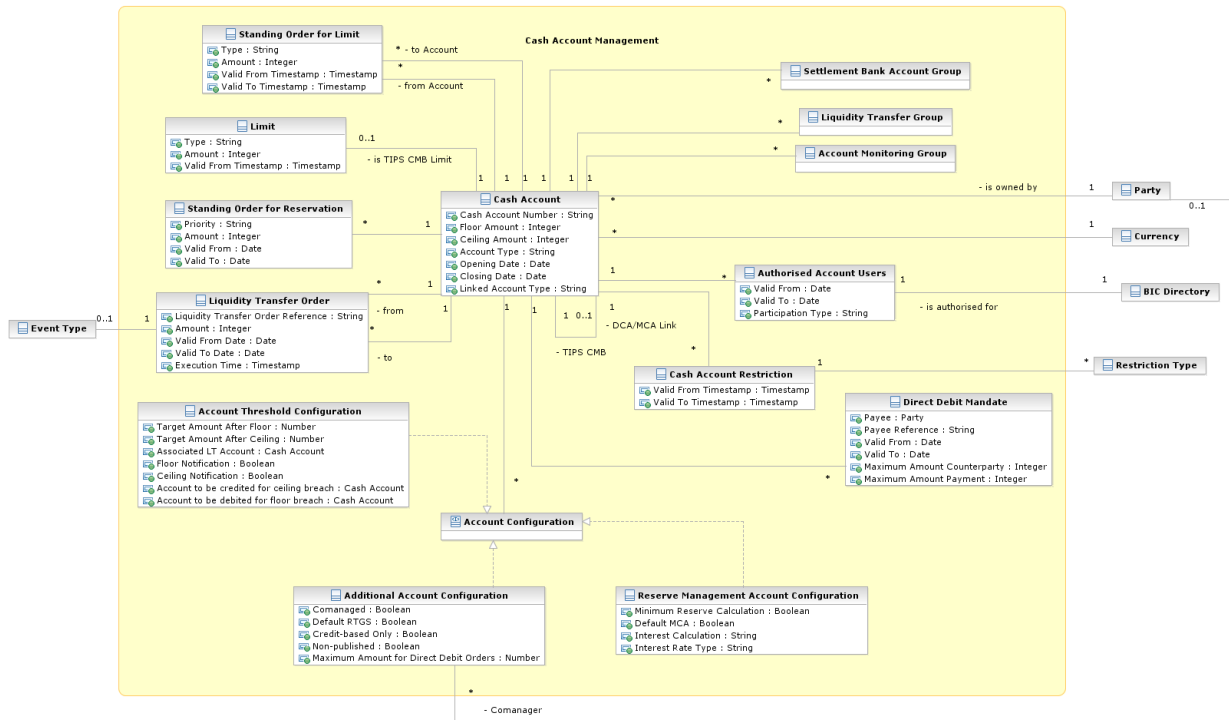 Cash Account Management
Standing Order for Limit
Type : String
Amount : Integer
Valid From Timestamp : Timestamp
Valid To Timestamp : Timestamp
* - to Account
*
- from Account
Settlement Bank Account Group
*
Liquidity Transfer Group
*
Account Monitoring Group
*
Limit
Type : String
Amount : Integer
Valid From Timestamp : Timestamp
0..1
- is TIPS CMB Limit
1
1
1
1
1
1
Cash Account
Cash Account Number : String
Floor Amount : Integer
Ceiling Amount : Integer
Account Type : String
Opening Date : Date
Closing Date : Date
Linked Account Type : String
*
- is owned by
1
Party
0..1
*
1
Currency
Standing Order for Reservation
Priority : String
Amount : Integer
Valid From : Date
Valid To : Date
*
1
1
*
Authorised Account Users
Valid From : Date
Valid To : Date
Participation Type : String
1
- is authorised for
1
BIC Directory
Event Type
0..1
1
Liquidity Transfer Order
Liquidity Transfer Order Reference : String
Amount : Integer
Valid From Date : Date
Valid To Date : Date
Execution Time : Timestamp
*
1
- from
*
1
- to
1
1
1
0..1
1
- DCA/MCA Link
- TIPS CMB
*
Cash Account Restriction
Valid From Timestamp : Timestamp
Valid To Timestamp : Timestamp
1
*
Restriction Type
Direct Debit Mandate
Payee : Party
Payee Reference : String
Valid From : Date
Valid To : Date
Maximum Amount Counterparty : Integer
Maximum Amount Payment : Integer
*
Account Threshold Configuration
Target Amount After Floor : Number
Target Amount After Ceiling : Number
Associated LT Account : Cash Account
Floor Notification : Boolean
Ceiling Notification : Boolean
Account to be credited for ceiling breach : Cash Account
Account to be debited for floor breach : Cash Account
*
Account Configuration
Additional Account Configuration
Comanaged : Boolean
Default RTGS : Boolean
Credit-based Only : Boolean
Non-published : Boolean
Maximum Amount for Direct Debit Orders : Number
Reserve Management Account Configuration
Minimum Reserve Calculation : Boolean
Default MCA : Boolean
Interest Calculation : String
Interest Rate Type : String
*
- Comanager